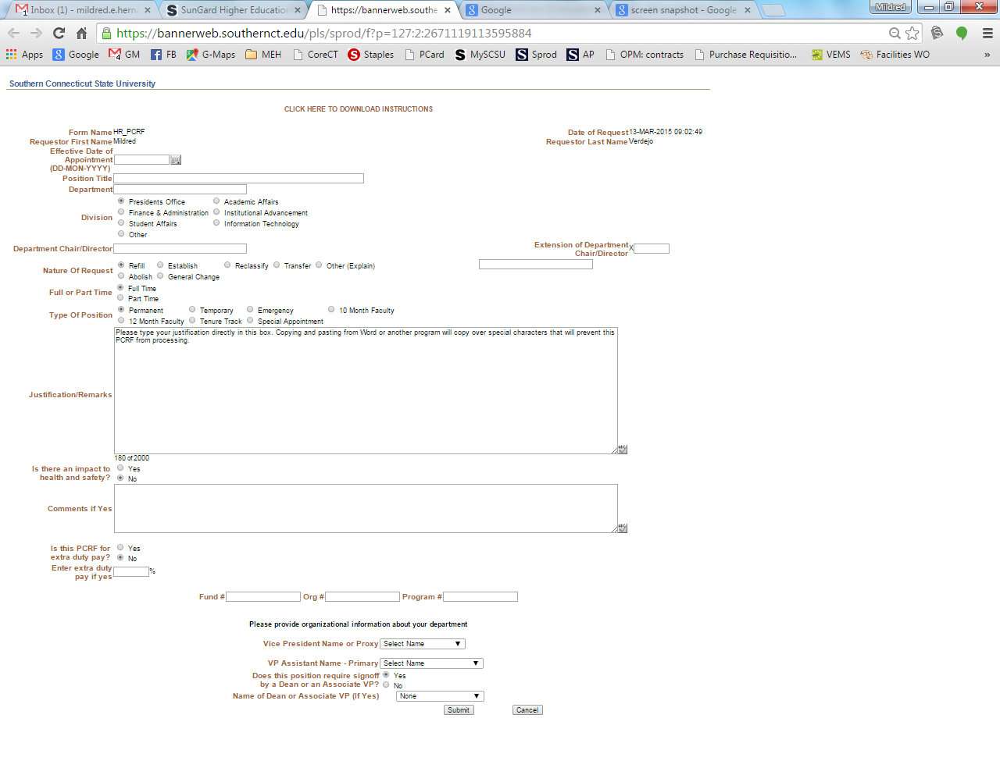 Inbox (1) - mildred.e.herna
SunGard Higher Education
https://bannerweb.southe
Google
screen snapshot - Google
Mildred
https://bannerweb.southernct.edu/pls/sprod/f?p=127:2:2671119113595884
Apps Google GM FB G-Maps MEH CoreCT Staples PCard MySCSU Sprod AP OPM: contracts Purchase Requisitio... VEMS Facilities WO »
Southern Connecticut State University
CLICK HERE TO DOWNLOAD INSTRUCTIONS
Form Name HR_PCRF Date of Request 13-MAR-2015 09:02:49
Requestor First Name Mildred Requestor Last Name Verdejo
Effective Date of
Appointment
(DD-MON-YYYY)
Position Title
Department
Division
Presidents Office Academic Affairs
Finance & Administration Institutional Advancement
Student Affairs Information Technology
Other
Department Chair/Director
Extension of Department
Chair/Director X
Nature Of Request
Refill Establish Reclassify Transfer Other (Explain)
Abolish General Change
Full or Part Time
Full Time
Part Time
Type Of Position
Permanent Temporary Emergency 10 Month Faculty
12 Month Faculty Tenure Track Special Appointment
Justification/Remarks
Please type your justification directly in this box. Copying and pasting from Word or another program will copy over special characters that will prevent this
PCRF from processing.
180 of 2000
Is there an impact to
health and safety?
Yes
No
Comments if Yes
Is this PCRF for
extra duty pay?
Yes
No
Enter extra duty
pay if yes %
Fund # Org # Program #
Please provide organizational information about your department
Vice President Name or Proxy Select Name
VP Assistant Name - Primary Select Name
Does this position require signoff
by a Dean or an Associate VP?
Yes
No
Name of Dean or Associate VP (If Yes) None
Submit Cancel